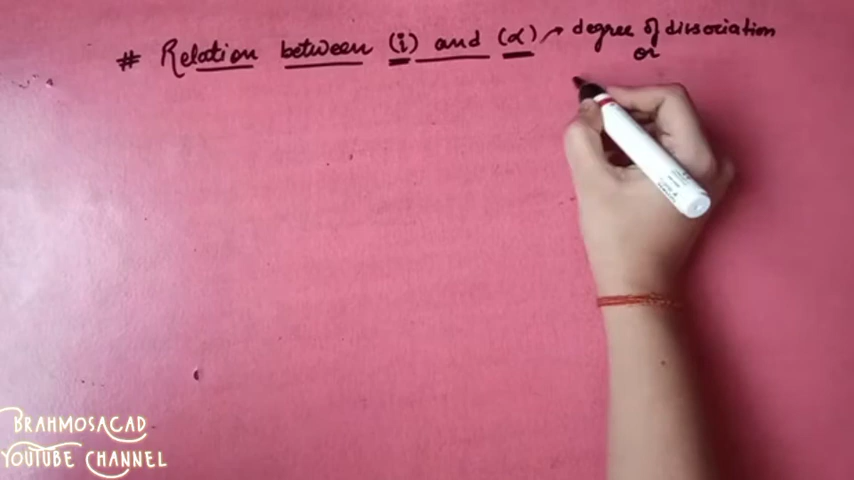 # Relation between (i) and (α) → degree of dissociation
or
BRAHMOSACAD
YOUTUBE CHANNEL